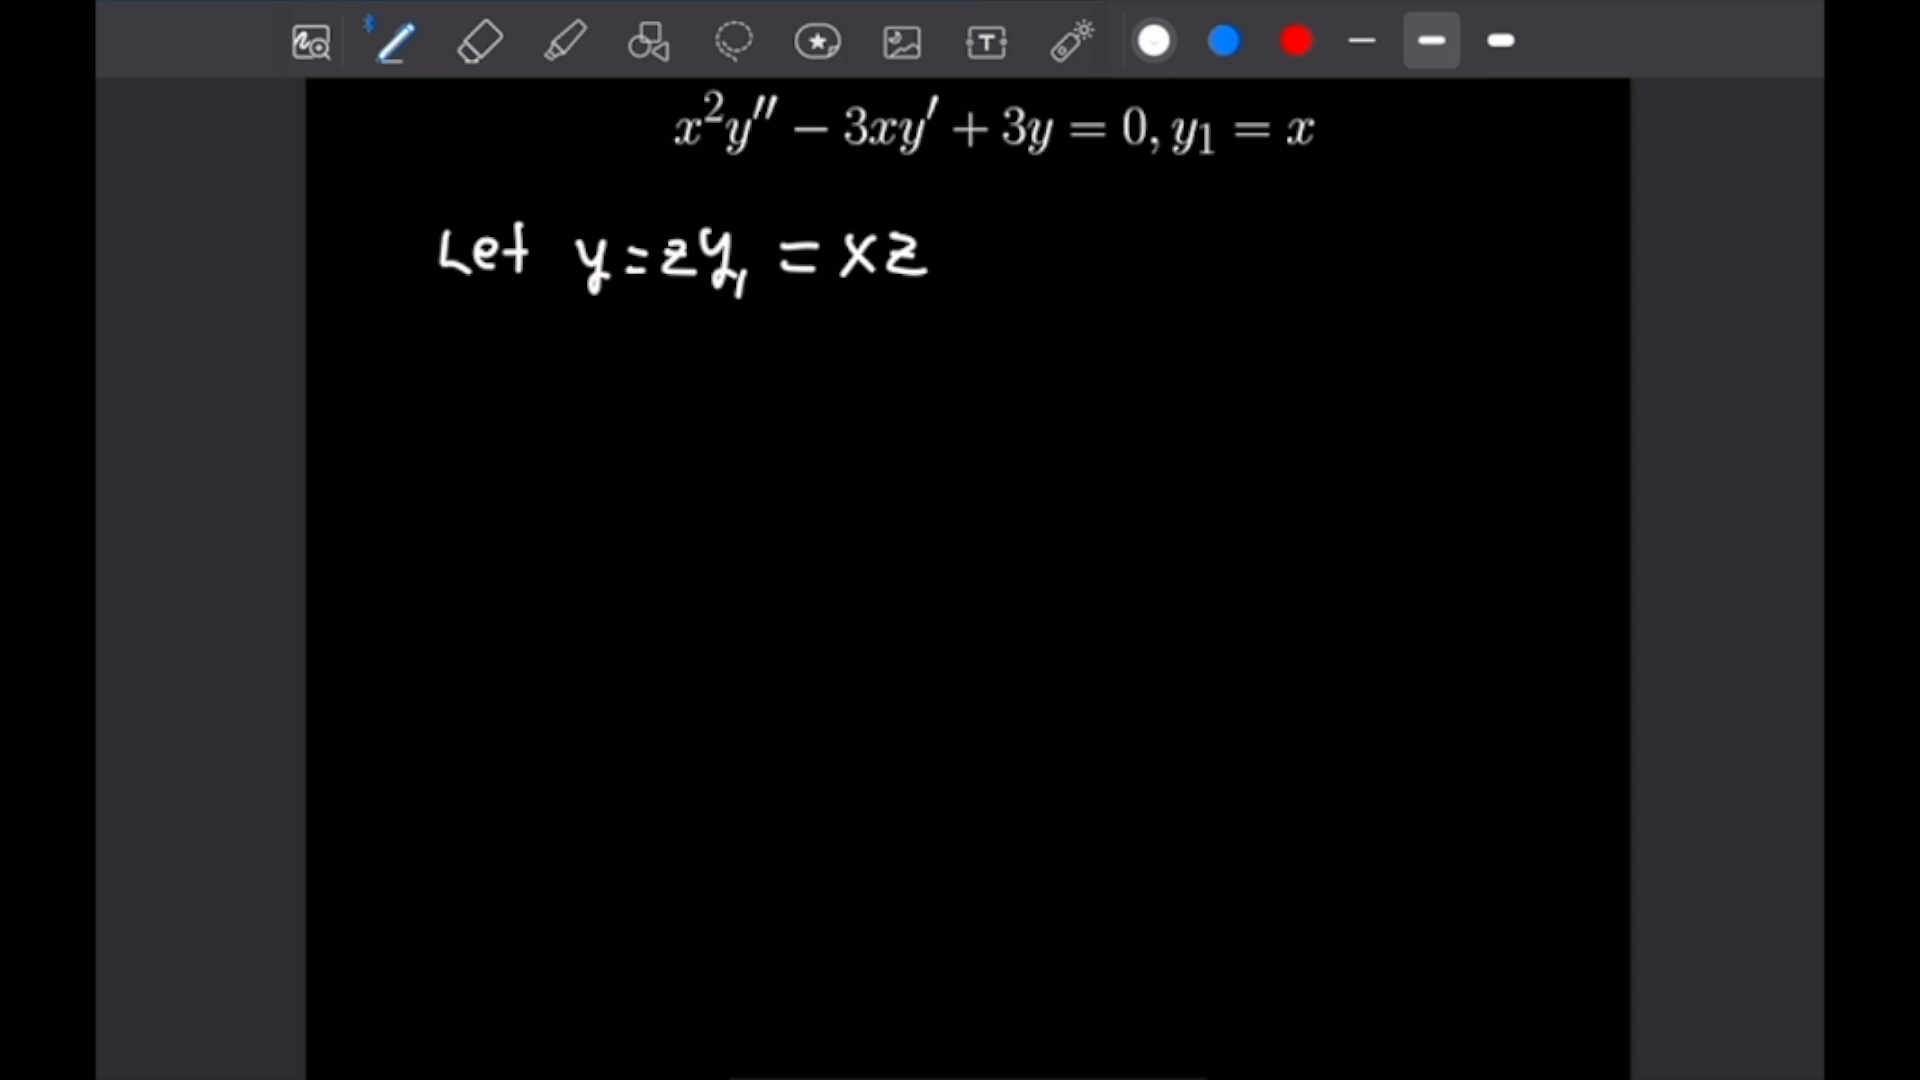 x²y″ − 3xy′ + 3y = 0, y₁ = x
Let y = zy₁ = xz